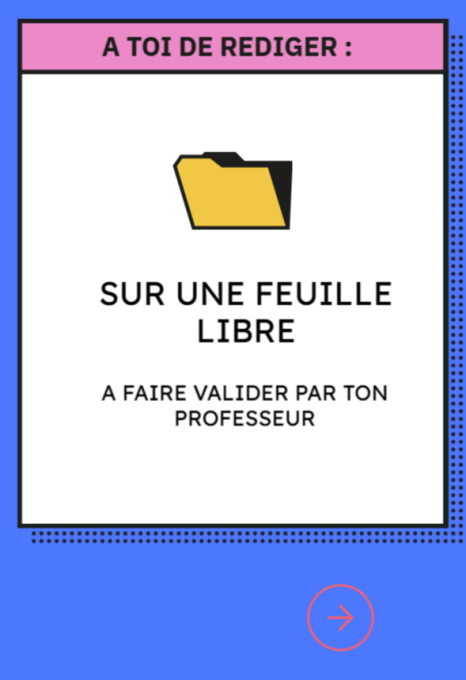 A TOI DE REDIGER :
SUR UNE FEUILLE
LIBRE
A FAIRE VALIDER PAR TON
PROFESSEUR